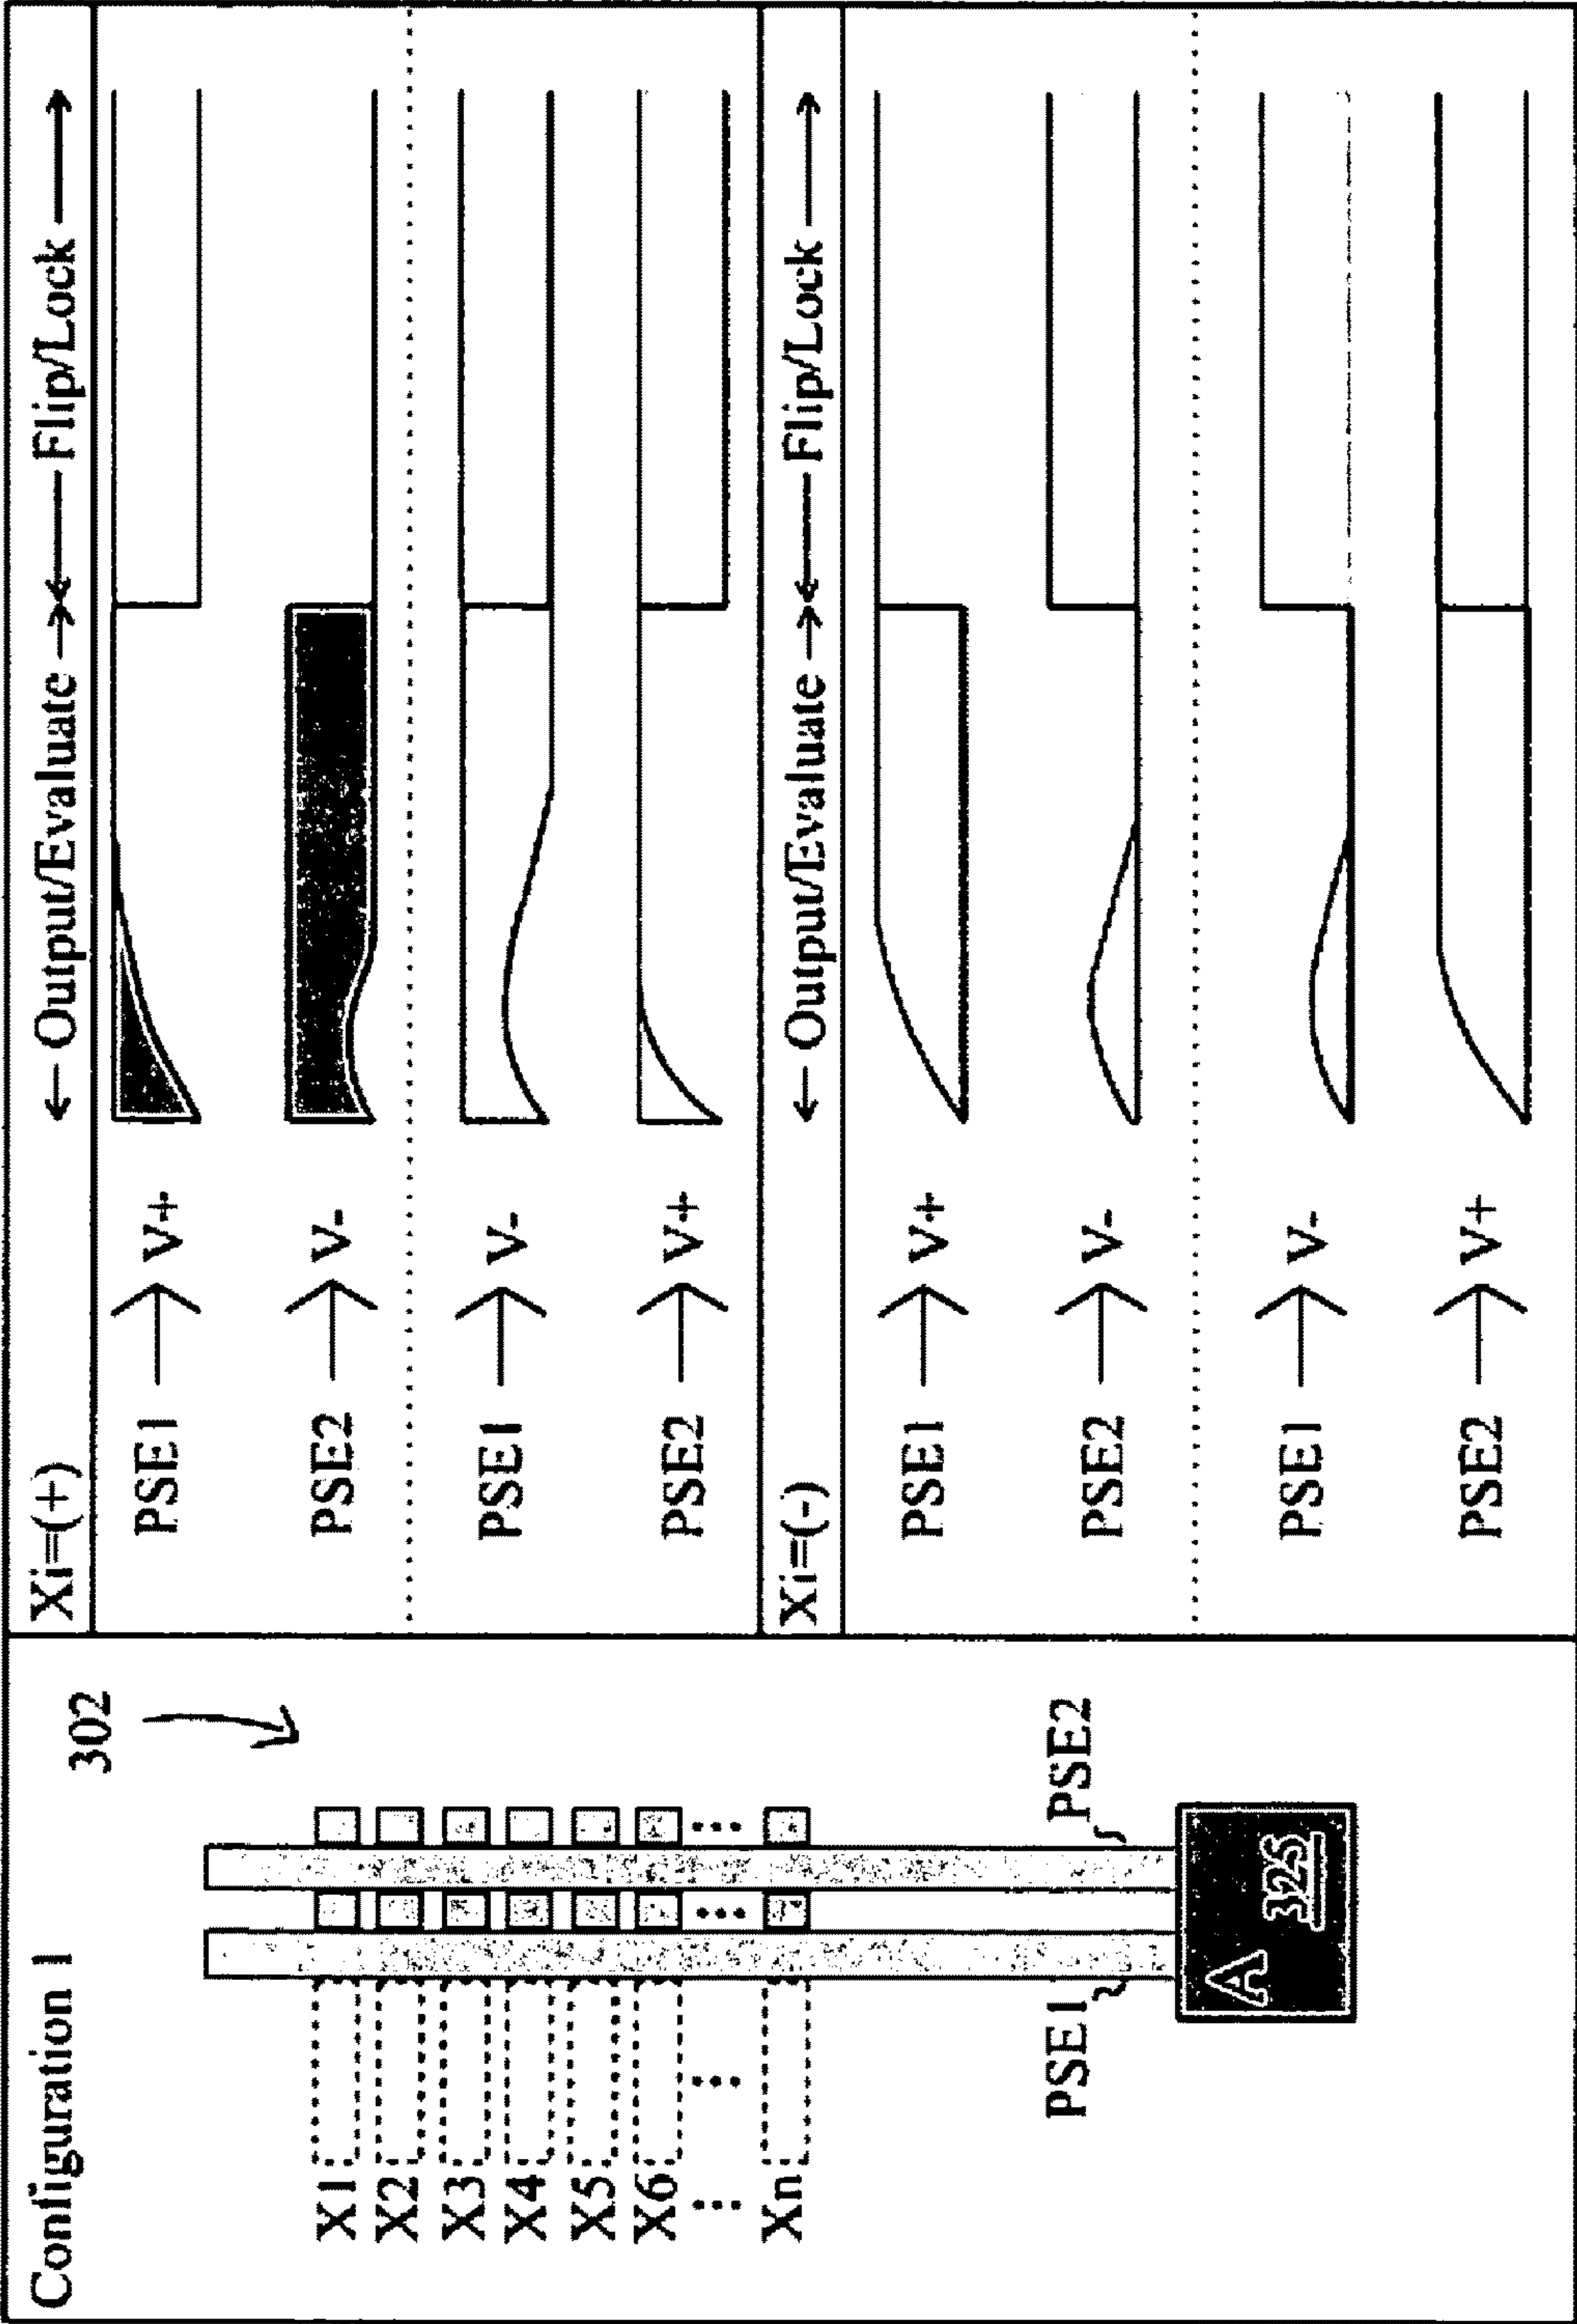 Configuration 1
302
X1
X2
X3
X4
X5
X6
Xn
PSE1
PSE2
A
325
Xi=(+)
← Output/Evaluate →← Flip/Lock →
PSE1 → V+
PSE2 → V-
PSE1 → V-
PSE2 → V+
Xi=(-)
← Output/Evaluate →← Flip/Lock →
PSE1 → V+
PSE2 → V-
PSE1 → V-
PSE2 → V+